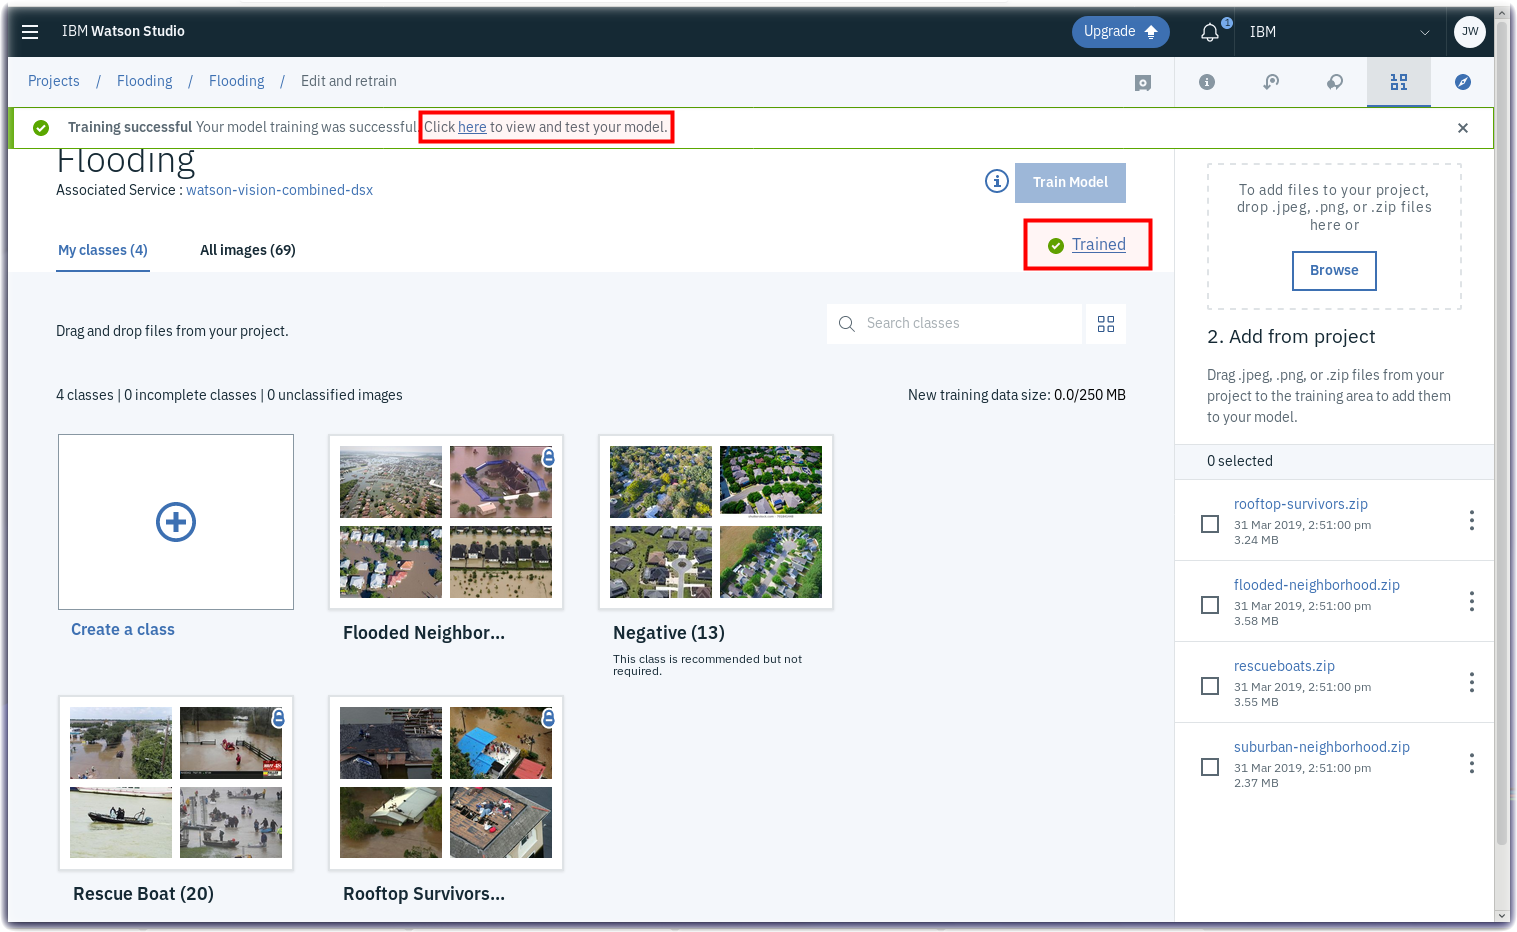 IBM Watson Studio
Upgrade
1
IBM
JW
Projects / Flooding / Flooding / Edit and retrain
Training successful Your model training was successful. Click here to view and test your model.
Flooding
Associated Service : watson-vision-combined-dsx
Train Model
My classes (4)
All images (69)
Trained
Drag and drop files from your project.
Search classes
4 classes | 0 incomplete classes | 0 unclassified images
New training data size: 0.0/250 MB
Create a class
Flooded Neighbor...
Negative (13)
This class is recommended but not
required.
Rescue Boat (20)
Rooftop Survivors...
To add files to your project,
drop .jpeg, .png, or .zip files
here or
Browse
2. Add from project
Drag .jpeg, .png, or .zip files from your
project to the training area to add them
to your model.
0 selected
rooftop-survivors.zip
31 Mar 2019, 2:51:00 pm
3.24 MB
flooded-neighborhood.zip
31 Mar 2019, 2:51:00 pm
3.58 MB
rescueboats.zip
31 Mar 2019, 2:51:00 pm
3.55 MB
suburban-neighborhood.zip
31 Mar 2019, 2:51:00 pm
2.37 MB